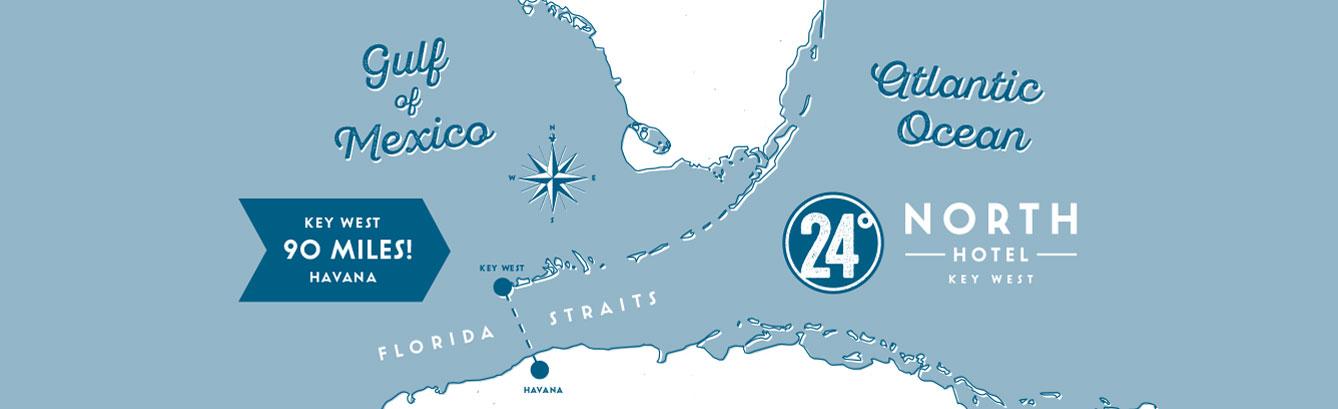 Gulf
of
Mexico
Atlantic
Ocean
N
W E
S
KEY WEST
90 MILES!
HAVANA
24°
NORTH
HOTEL
KEY WEST
KEY WEST
FLORIDA STRAITS
HAVANA